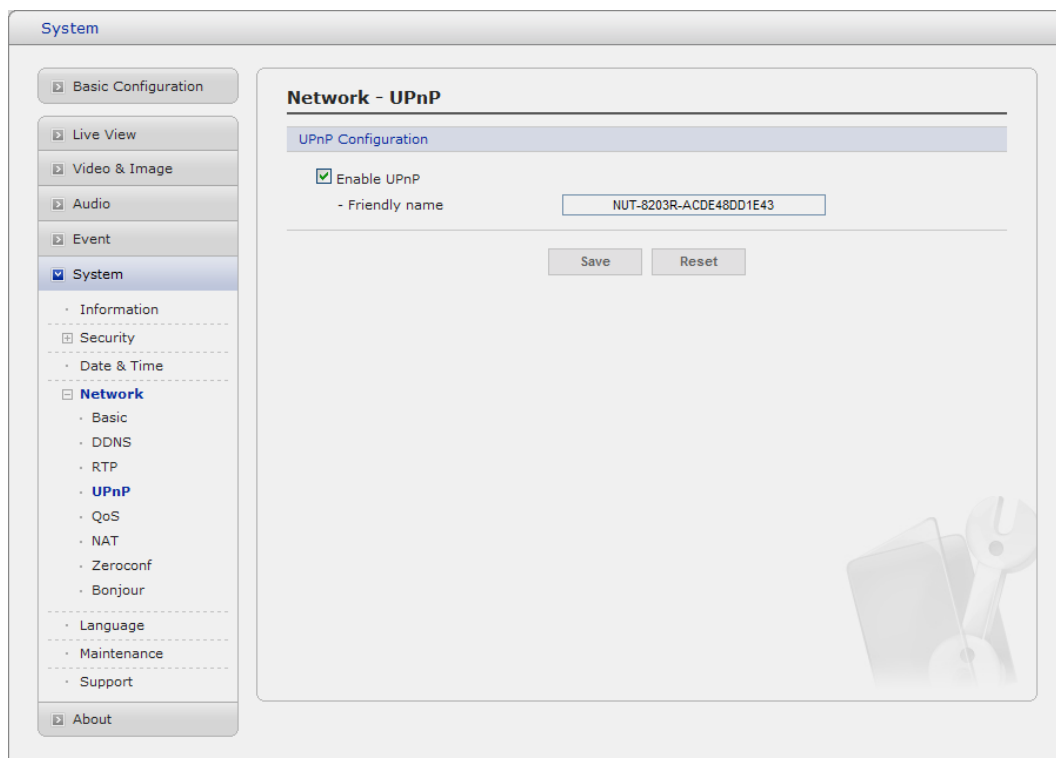 System
Basic Configuration
Live View
Video & Image
Audio
Event
System
Information
Security
Date & Time
Network
Basic
DDNS
RTP
UPnP
QoS
NAT
Zeroconf
Bonjour
Language
Maintenance
Support
About
Network - UPnP
UPnP Configuration
Enable UPnP
- Friendly name NUT-8203R-ACDE48DD1E43
Save Reset